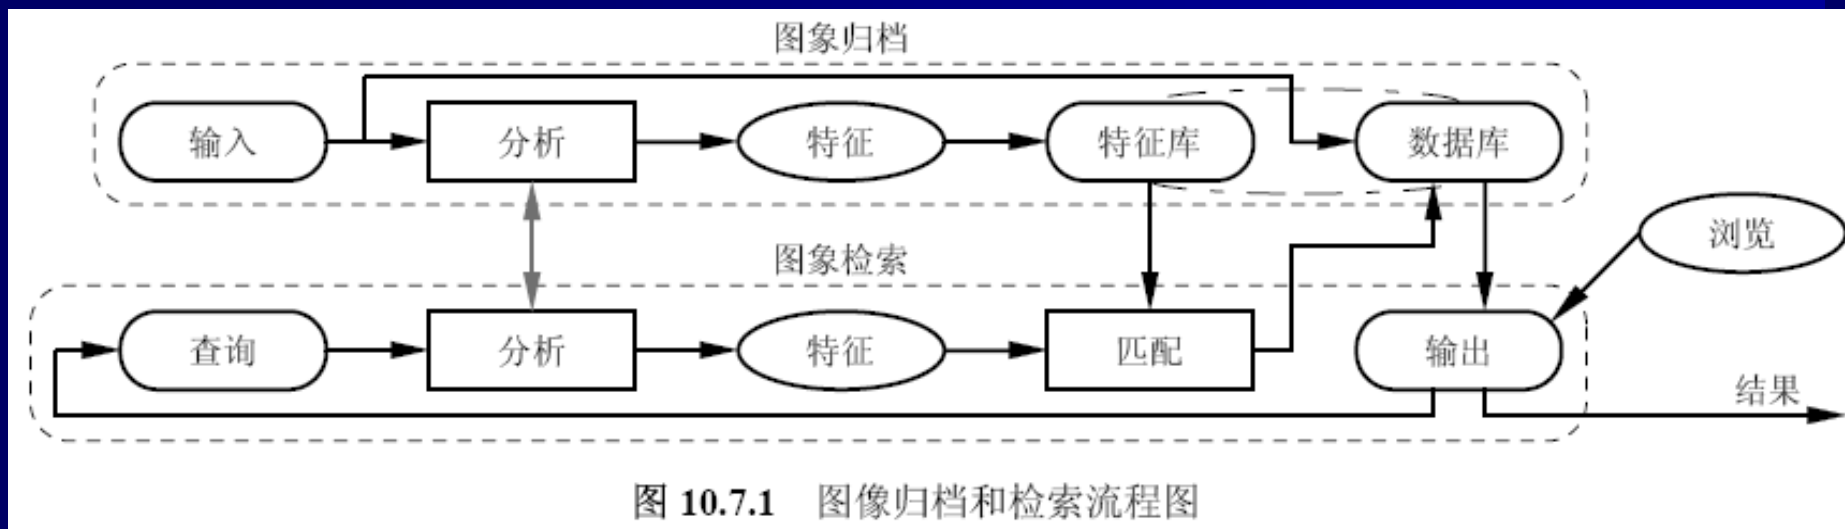 图象归档
输入 分析 特征 特征库 数据库
浏览
图象检索
查询 分析 特征 匹配 输出
结果
图 10.7.1 图像归档和检索流程图